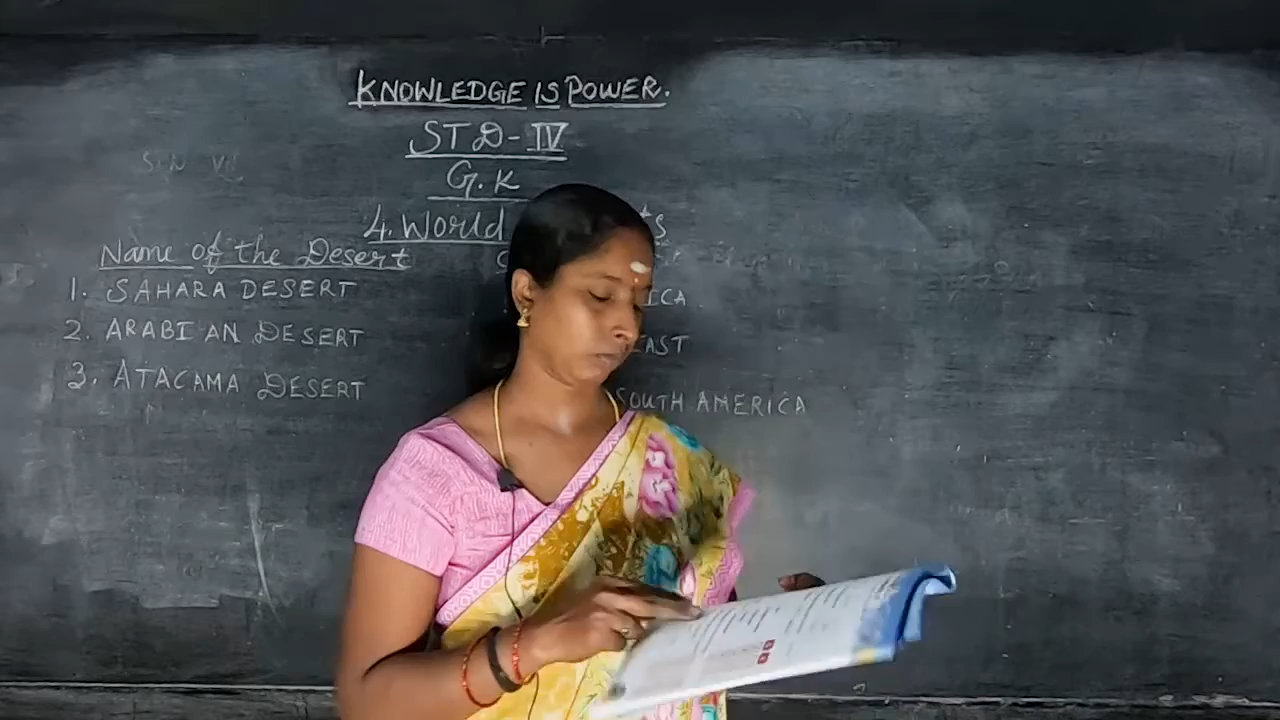 KNOWLEDGE IS POWER.
STD-IV
G.K
4. World
Name of the Desert
1. SAHARA DESERT
2. ARABIAN DESERT
3. ATACAMA DESERT SOUTH AMERICA